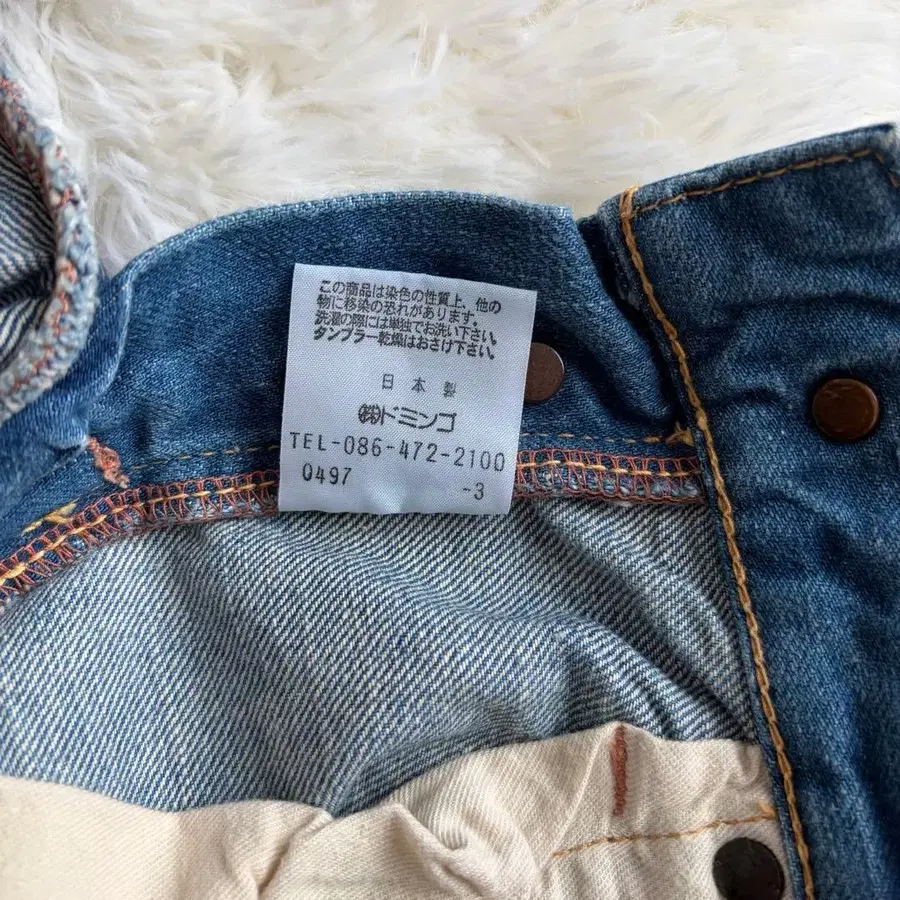 この商品は染色の性質上、他の
物に移染の恐れがあります。
洗濯の際には単独でお洗い下さい。
タンブラー乾燥はおさけ下さい。
日本製
㈱ドミンゴ
TEL-086-472-2100
0497 -3